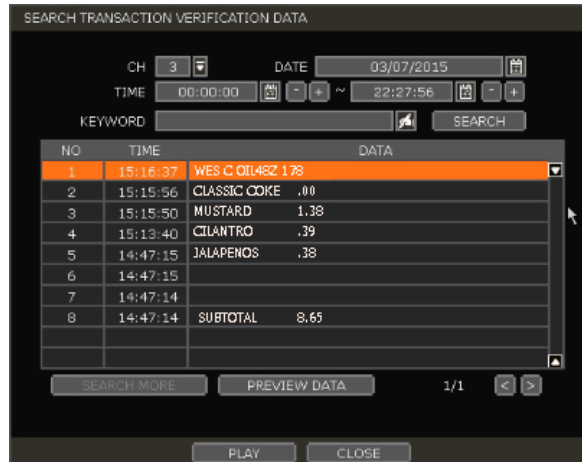 SEARCH TRANSACTION VERIFICATION DATA
CH 3 DATE 03/07/2015
TIME 00:00:00 - + ~ 22:27:56 - +
KEYWORD SEARCH
NO TIME DATA
1 15:16:37 WES C OIL48Z 178
2 15:15:56 CLASSIC COKE .00
3 15:15:50 MUSTARD 1.38
4 15:13:40 CILANTRO .39
5 14:47:15 JALAPENOS .38
6 14:47:15
7 14:47:14
8 14:47:14 SUBTOTAL 8.65
SEARCH MORE PREVIEW DATA 1/1 < >
PLAY CLOSE